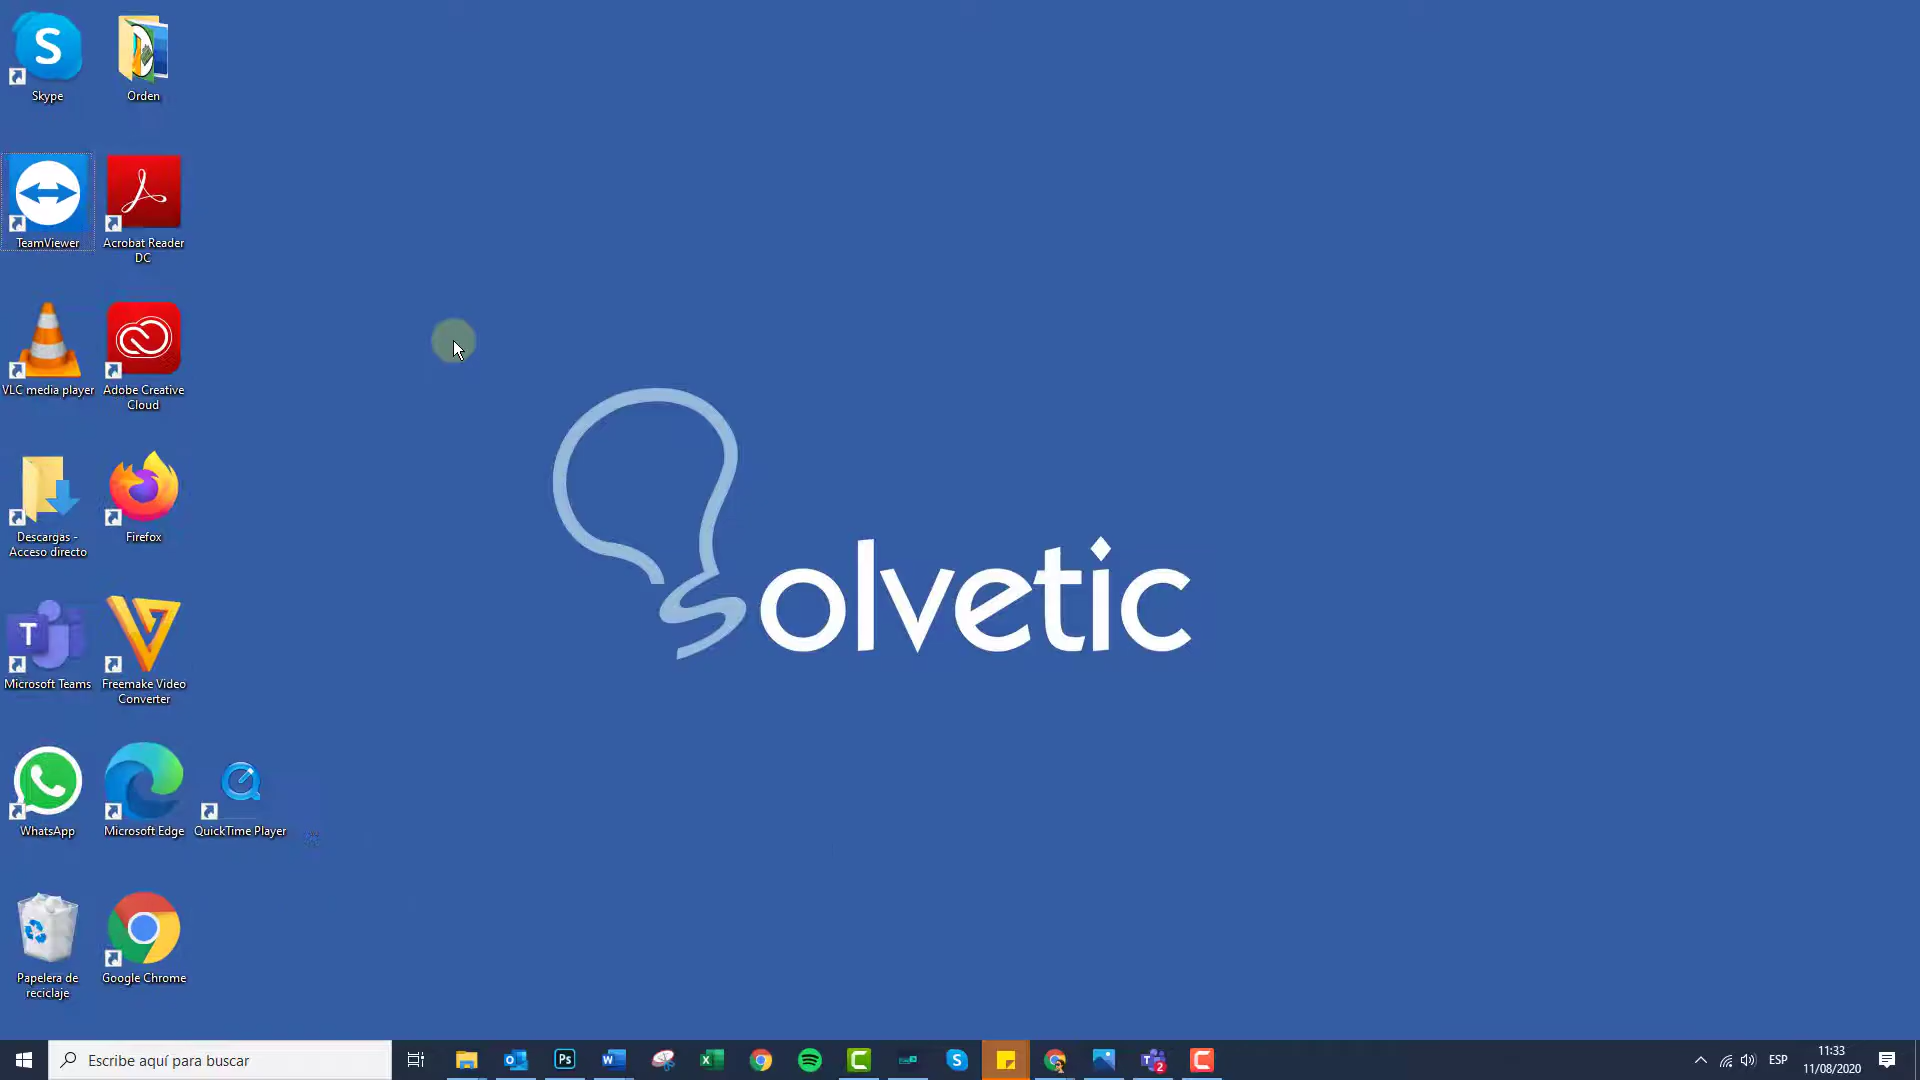 Skype
Orden
TeamViewer
Acrobat Reader
DC
VLC media player
Adobe Creative
Cloud
Descargas -
Acceso directo
Firefox
Microsoft Teams
Freemake Video
Converter
WhatsApp
Microsoft Edge
QuickTime Player
Papelera de
reciclaje
Google Chrome
solvetic
Escribe aquí para buscar
ESP
11:33
11/08/2020